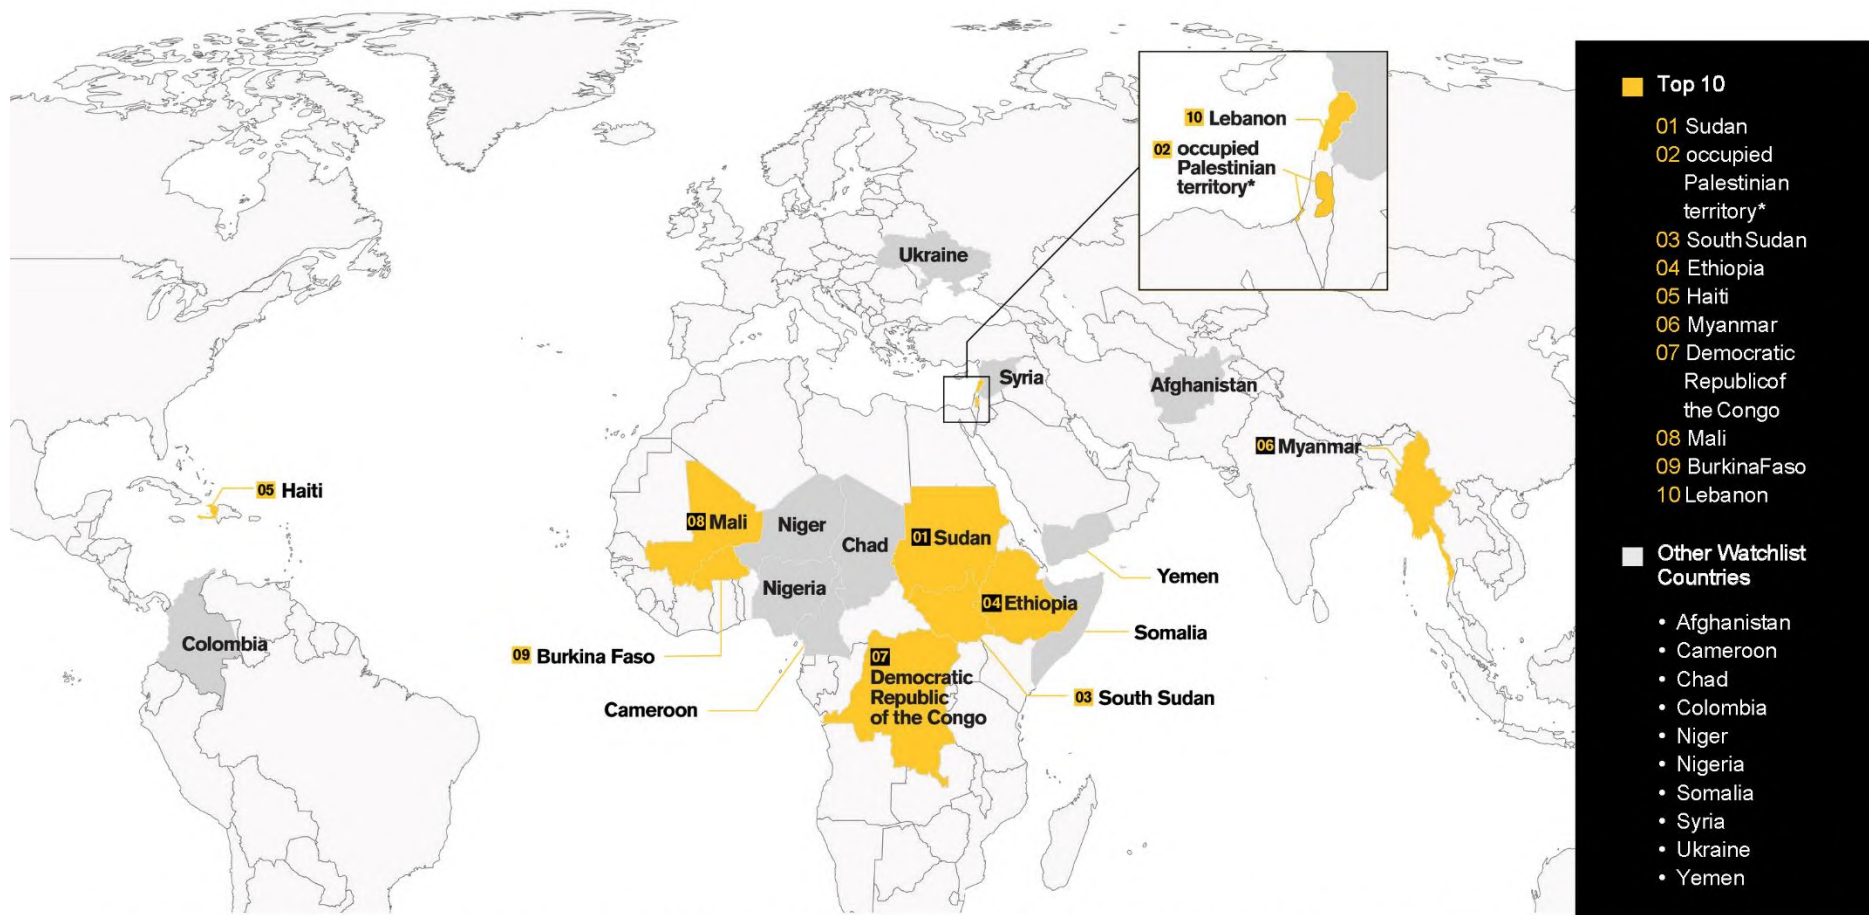 10 Lebanon
02 occupied
Palestinian
territory*
Ukraine
Syria
Afghanistan
06 Myanmar
05 Haiti
08 Mali
Niger
Chad
01 Sudan
Nigeria
Yemen
04 Ethiopia
Somalia
Colombia
09 Burkina Faso
Cameroon
07
Democratic
Republic
of the Congo
03 South Sudan
Top 10
01 Sudan
02 occupied
Palestinian
territory*
03 SouthSudan
04 Ethiopia
05 Haiti
06 Myanmar
07 Democratic
Republicof
the Congo
08 Mali
09 BurkinaFaso
10 Lebanon
Other Watchlist
Countries
• Afghanistan
• Cameroon
• Chad
• Colombia
• Niger
• Nigeria
• Somalia
• Syria
• Ukraine
• Yemen